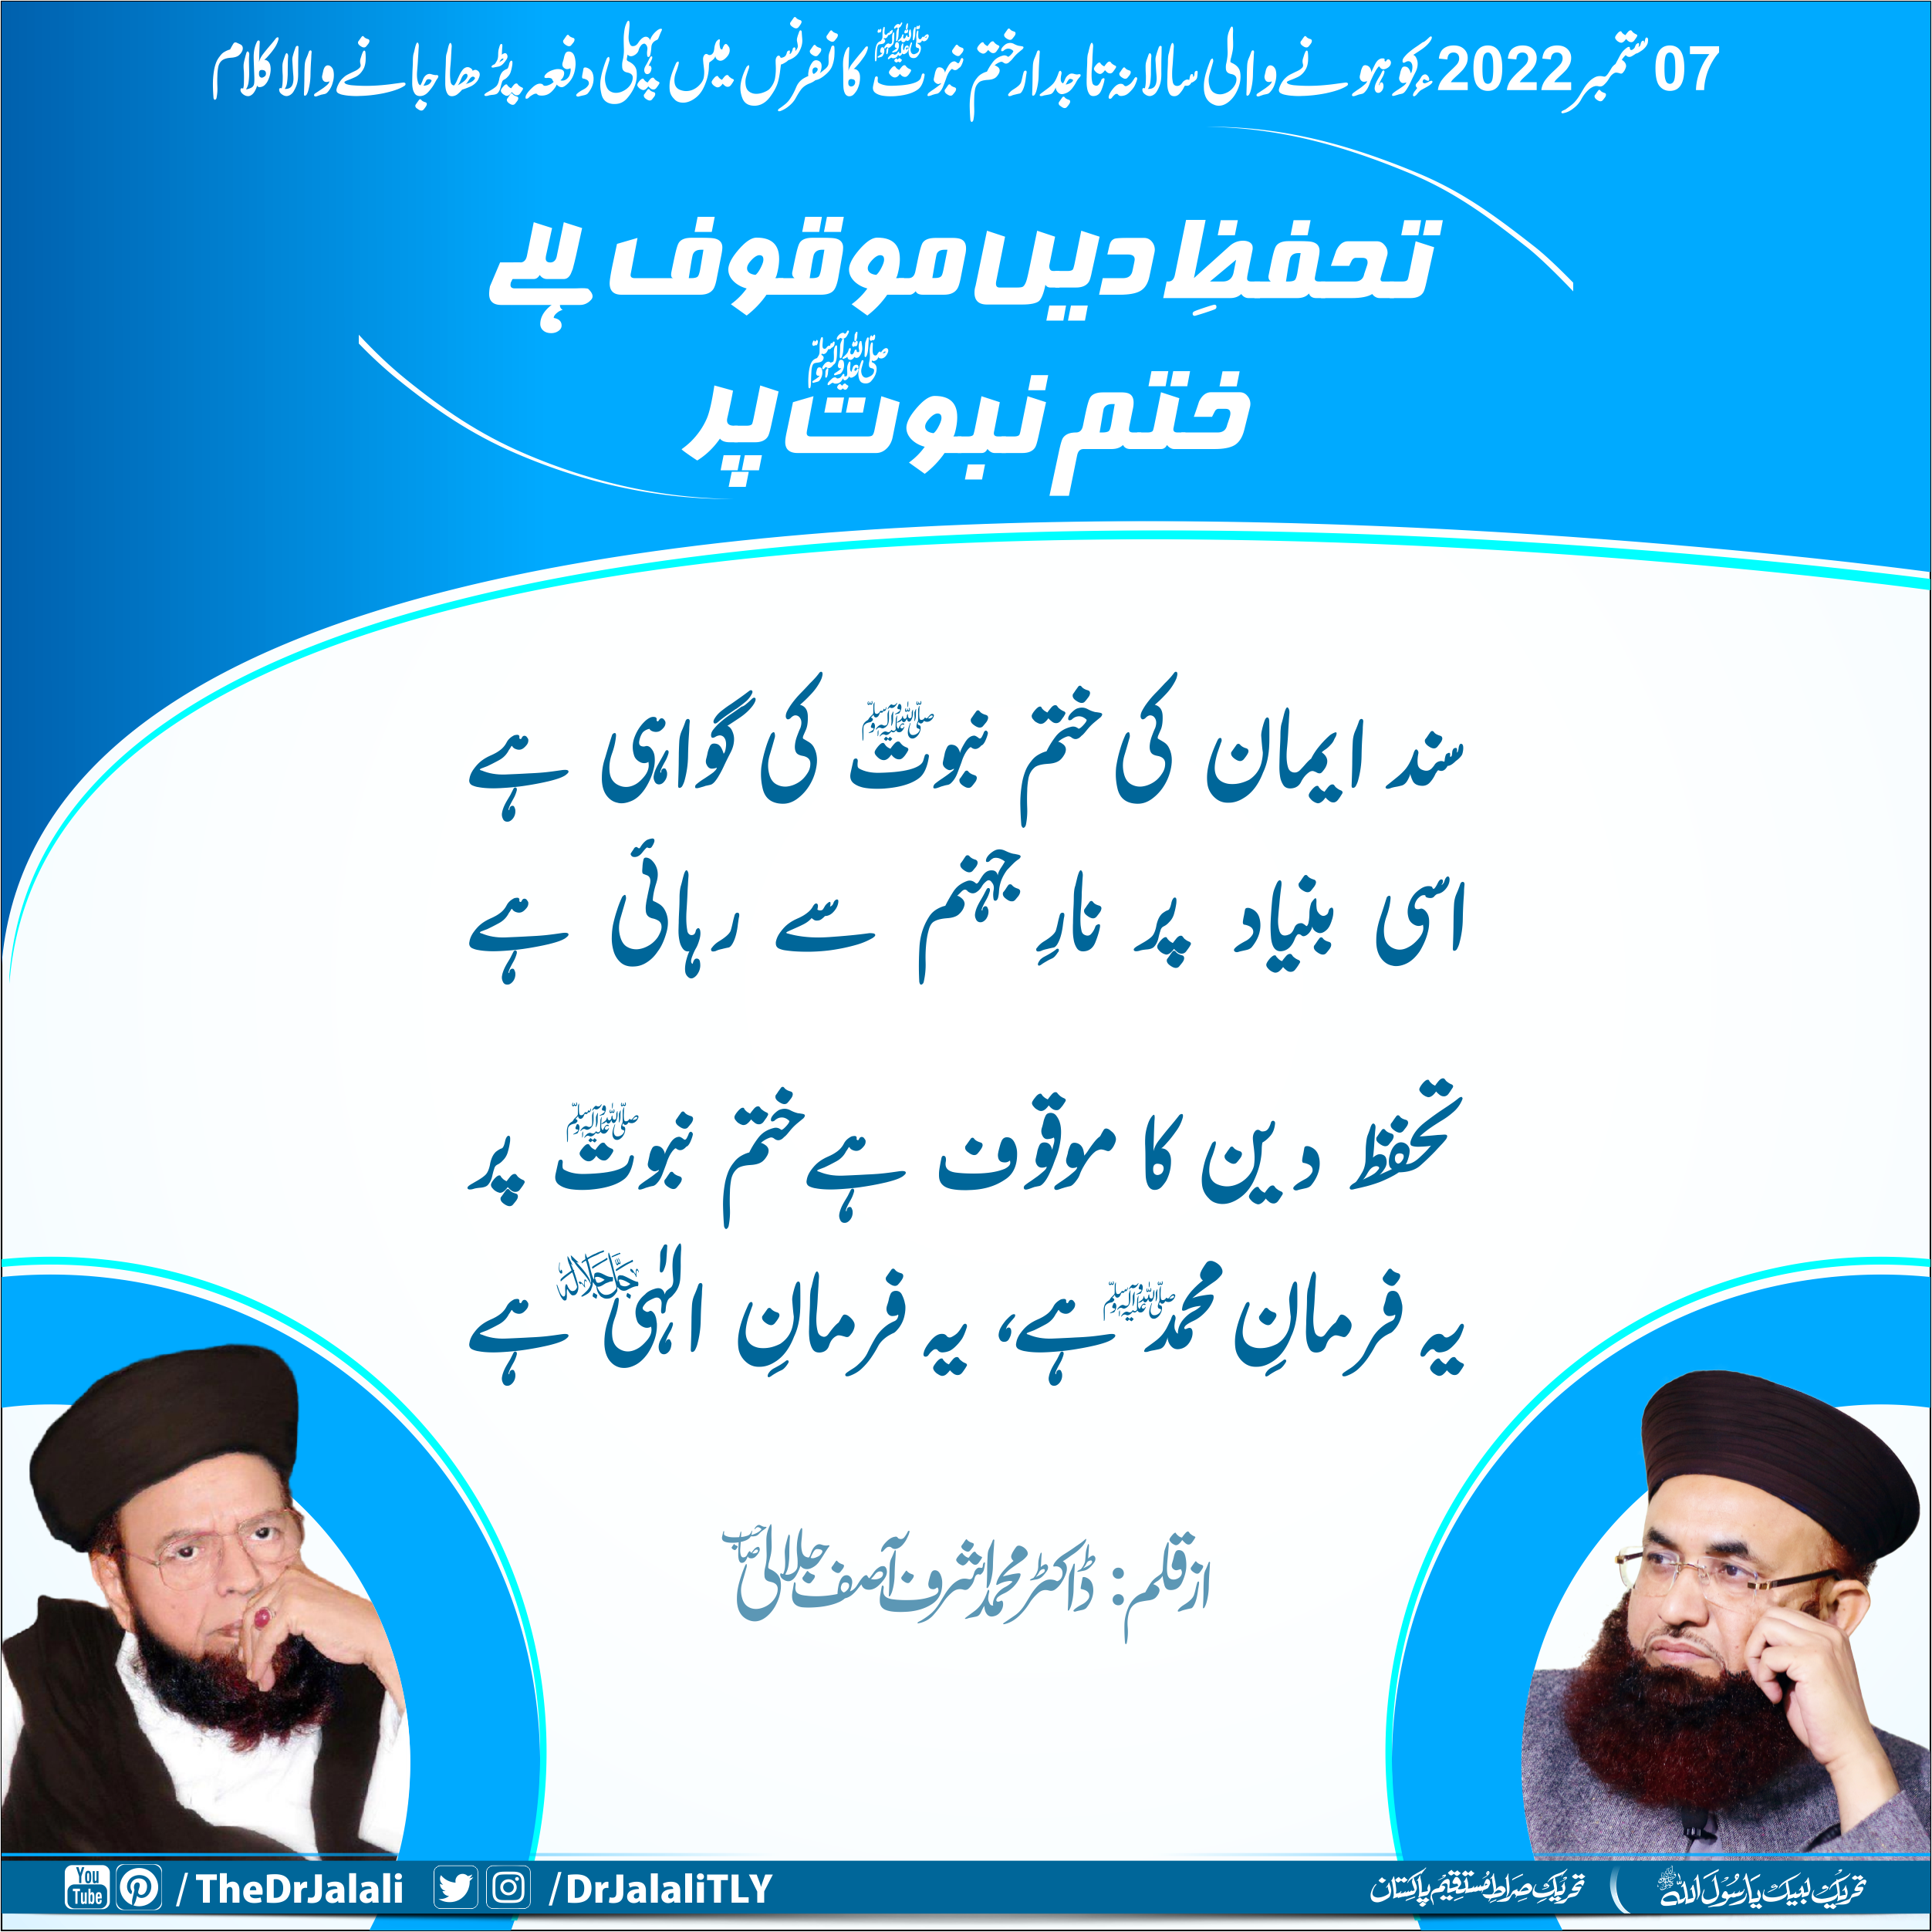 07 ستمبر 2022ء کو ہونے والی سالانہ تاجدار ختم نبوت ﷺ کانفرنس میں پہلی دفعہ پڑھا جانے والا کلام
تحفظِ دیں موقوف ہے
ختم نبوت ﷺ پر
سند ایمان کی ختم نبوت ﷺ کی گواہی ہے
اسی بنیاد پر نارِ جہنم سے رہائی ہے
تحفظ دین کا موقوف ہے ختم نبوت ﷺ پر
یہ فرمانِ محمد ﷺ ہے، یہ فرمانِ الٰہی جل جلالہ ہے
از قلم: ڈاکٹر محمد اشرف آصف جلالی صاحب
You Tube /TheDrJalali /DrJalaliTLY تحریک لبیک یا رسول اللہ ﷺ ) تحریک صراط مستقیم پاکستان